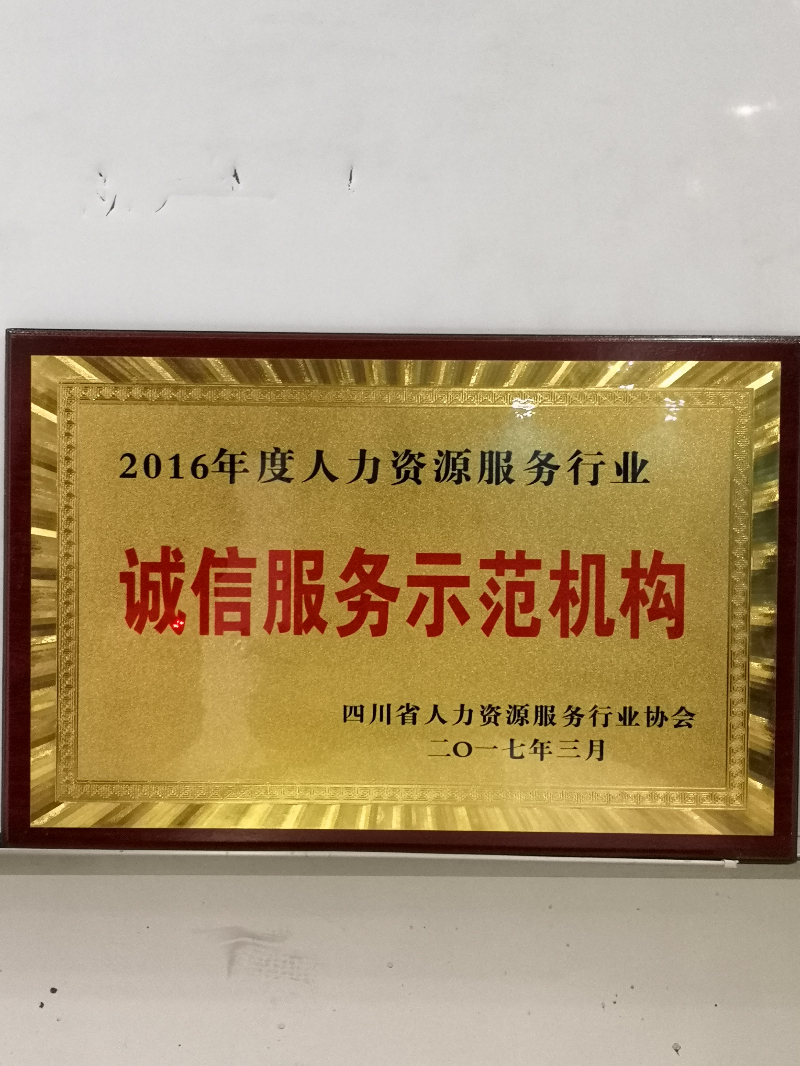 2016年度人力资源服务行业
诚信服务示范机构
四川省人力资源服务行业协会
二〇一七年三月